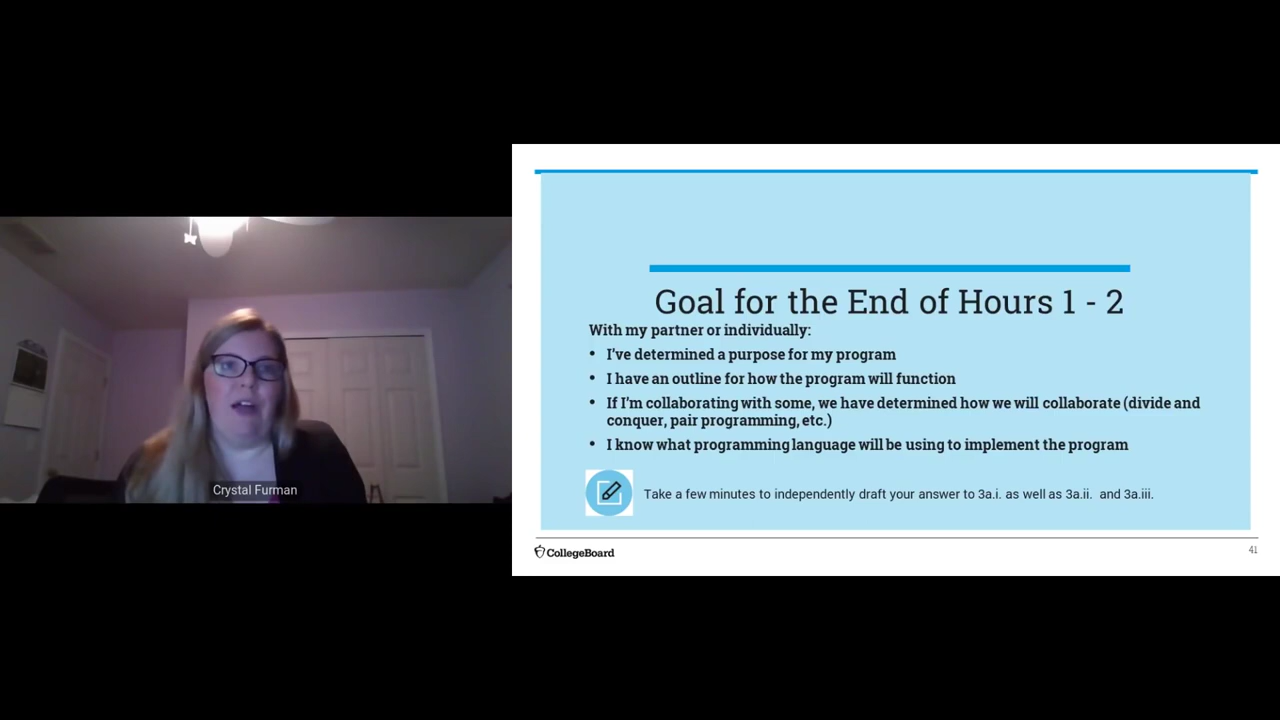 Crystal Furman
Goal for the End of Hours 1 - 2
With my partner or individually:
• I've determined a purpose for my program
• I have an outline for how the program will function
• If I'm collaborating with some, we have determined how we will collaborate (divide and
conquer, pair programming, etc.)
• I know what programming language will be using to implement the program
Take a few minutes to independently draft your answer to 3a.i. as well as 3a.ii. and 3a.iii.
CollegeBoard
41